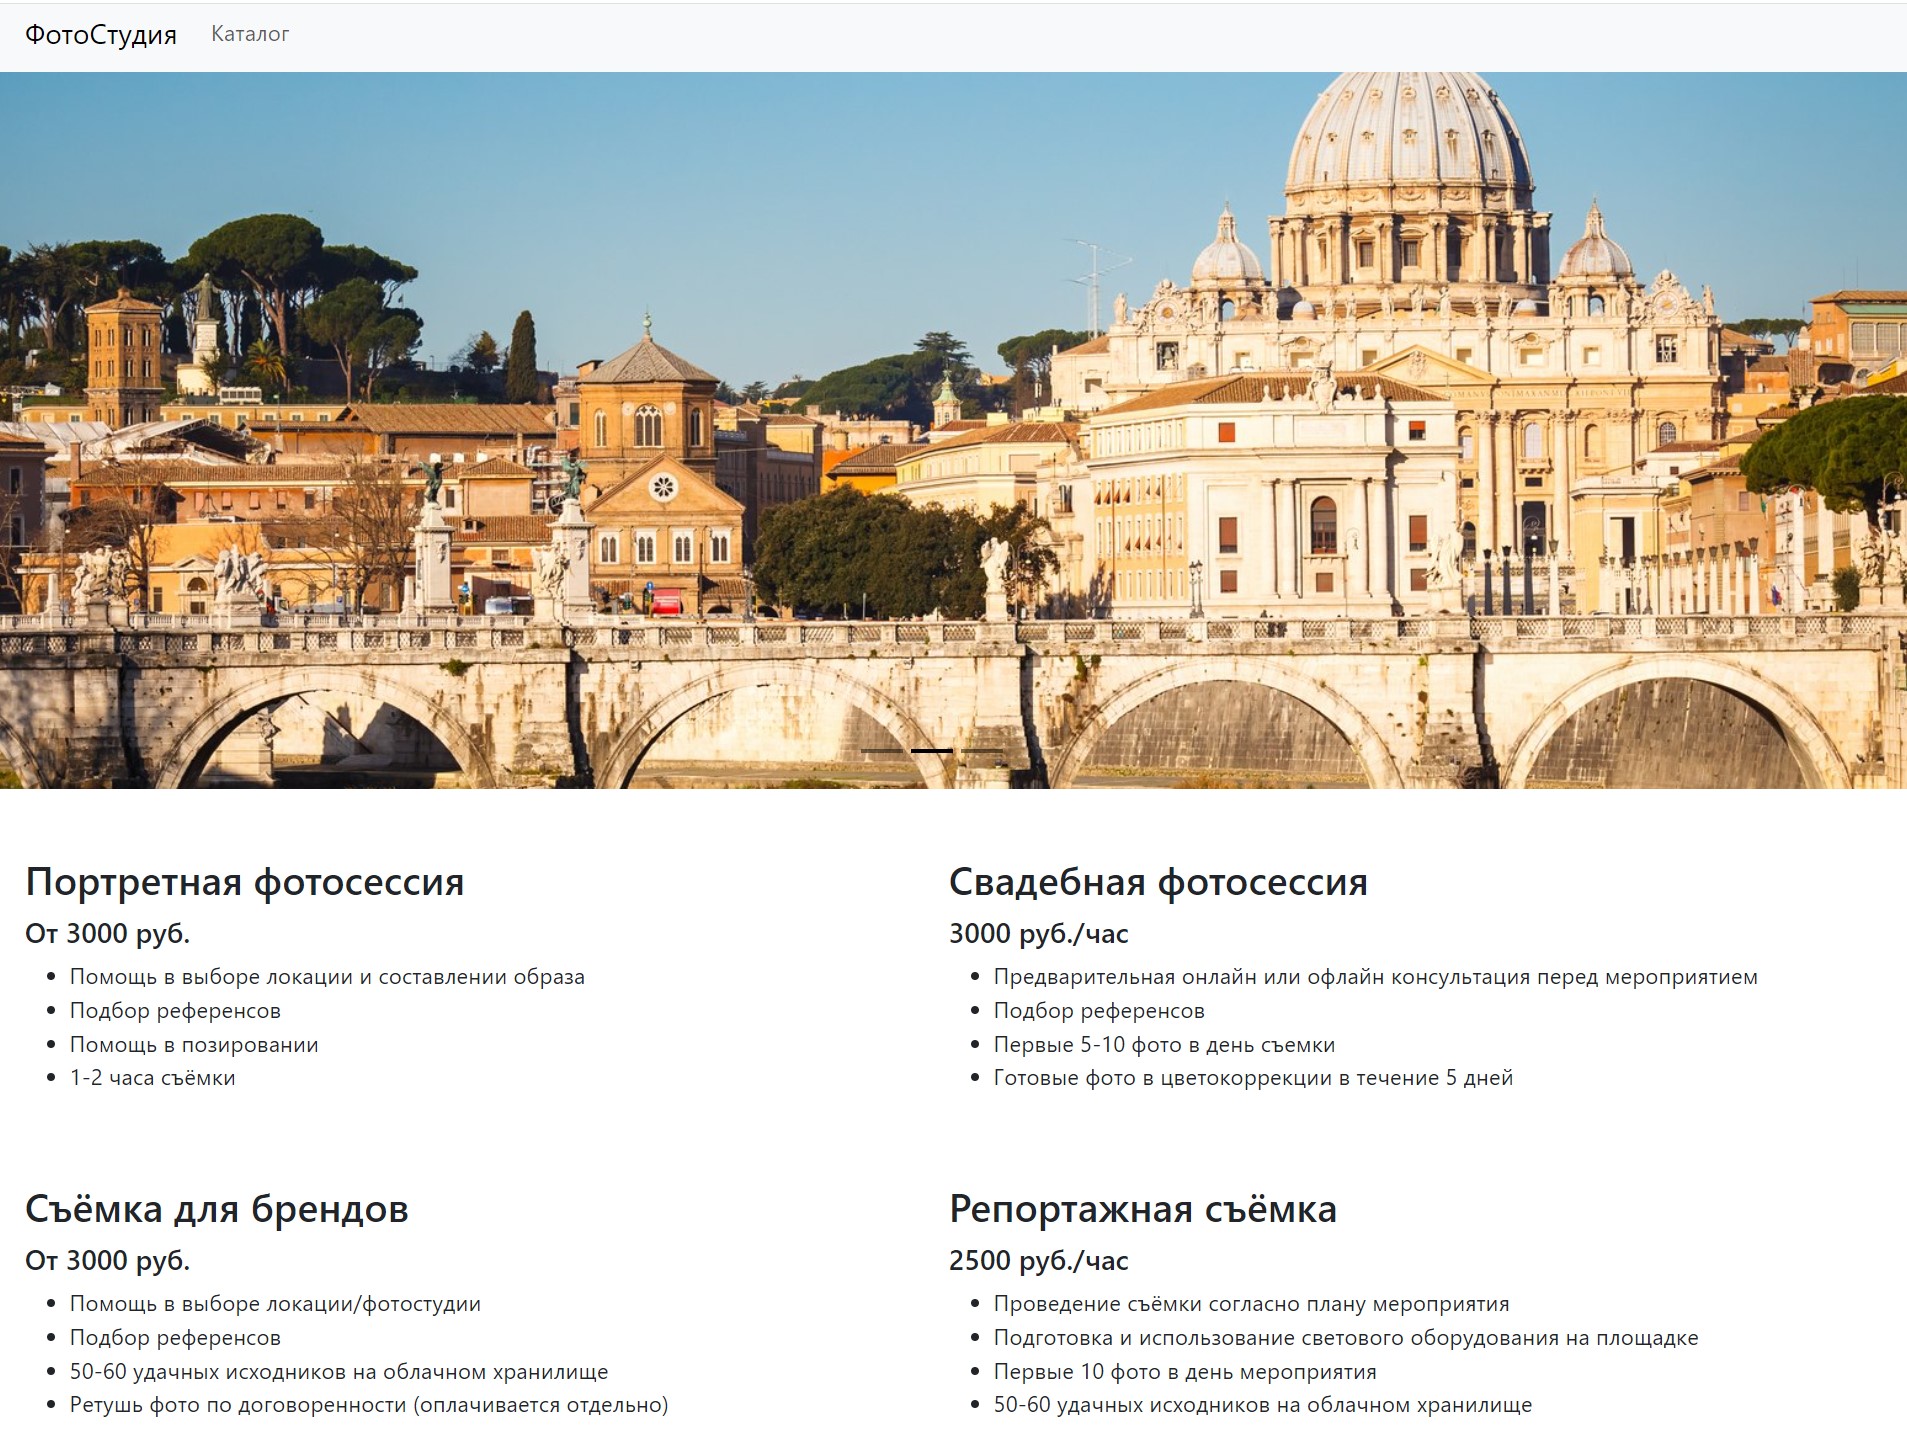 ФотоСтудия Каталог
Портретная фотосессия
От 3000 руб.
Помощь в выборе локации и составлении образа
Подбор референсов
Помощь в позировании
1-2 часа съёмки
Свадебная фотосессия
3000 руб./час
Предварительная онлайн или офлайн консультация перед мероприятием
Подбор референсов
Первые 5-10 фото в день съемки
Готовые фото в цветокоррекции в течение 5 дней
Съёмка для брендов
От 3000 руб.
Помощь в выборе локации/фотостудии
Подбор референсов
50-60 удачных исходников на облачном хранилище
Ретушь фото по договоренности (оплачивается отдельно)
Репортажная съёмка
2500 руб./час
Проведение съёмки согласно плану мероприятия
Подготовка и использование светового оборудования на площадке
Первые 10 фото в день мероприятия
50-60 удачных исходников на облачном хранилище